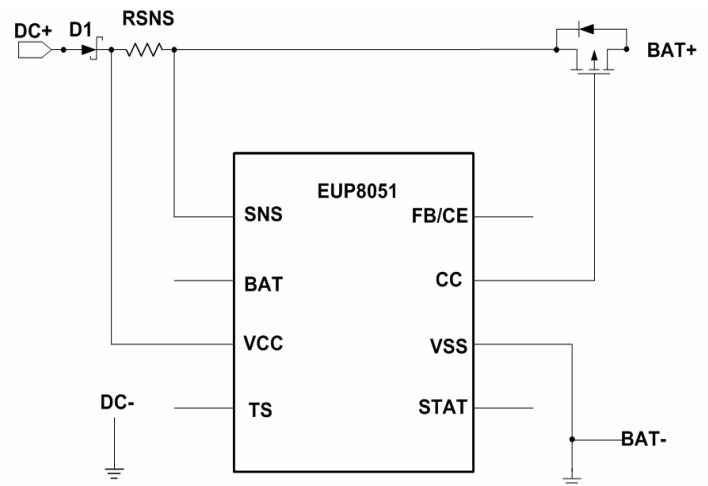 RSNS
DC+ D1
BAT+
EUP8051
SNS FB/CE
BAT CC
VCC VSS
DC-
TS STAT
BAT-